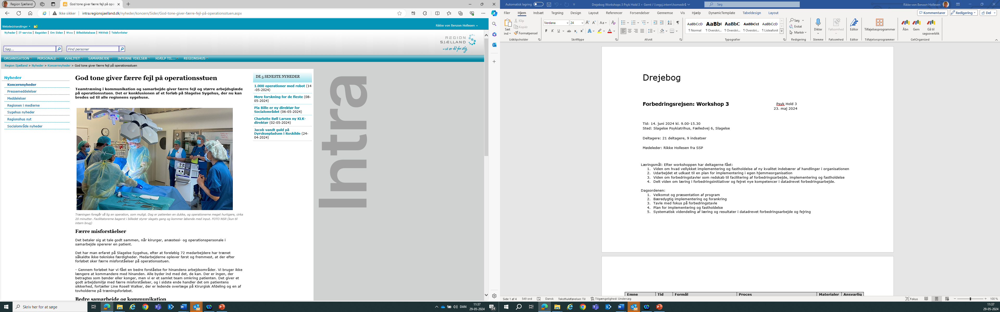 Region Sjælland
God tone giver færre fejl på oper
Ikke sikker
intra.regionsjaelland.dk/nyheder/koncern/Sider/God-tone-giver-færre-fejl-på-operationsstuen.aspx
Webstedshandlinger
Rikke von Benzon Hollesen
Nyheder | IT-service | Bagsiden | Om Siden | Www | Billeddatabase | MitWeb | Telefonlister
REGION
SJÆLLAND
- vi er til for dig
Søg...
Find personer
ORGANISATION PERSONALE KVALITET SAMARBEJDE INTERNE YDELSER HJÆLP TIL... REGIONSHUS
Region Sjælland > Nyheder > Koncernnyheder > God tone giver færre fejl på operationsstuen
Nyheder
Koncernnyheder
Pressemeddelelser
Meddelelser
Regionen i medierne
Sygehus nyheder
Regionshus nyt
Socialområde nyheder
God tone giver færre fejl på operationsstuen
Teamtræning i kommunikation og samarbejde giver færre fejl og større arbejdsglæde
på operationsstuen. Det er konklusionen af et forløb på Slagelse Sygehus, der nu kan
bredes ud til alle regionens sygehuse.
Træningen foregår så lig en operation, som muligt. Dog er patienten en dukke, og operationerne meget hurtigere, cirka
20 minutter. Facilitatorerne bagerst i billedet styrer slagets gang og kommer løbende med input. FOTO NSR (kun til
intern brug)
Færre misforståelser
Det betaler sig at tale godt sammen, når kirurger, anæstesi- og operationspersonale i
samarbejde opererer en patient.
Det har man erfaret på Slagelse Sygehus, efter at foreløbig 72 medarbejdere har trænet
såkaldte ikke-tekniske færdigheder. Medarbejderne oplever først og fremmest, at der efter
forløbet sker færre misforståelser på operationsstuen.
- Gennem forløbet har vi fået en bedre forståelse for hinandens arbejdsområder. Vi bruger ikke
længere at kommandere med hinanden. Alle byder ind med det, de kan. Der er ingen, der
betragtes som bønder eller konger, men vi er et samlet team omkring patienten. Det giver et
godt arbejdsmiljø med færre misforståelser, og i sidste ende handler det om patientens
sikkerhed, fortæller Line Rosell Walker, der er ledende overlæge på Kirurgisk Afdeling og en af
tovholderne på træningsforløbet.
Bedre samarbejde og kommunikation
DE 5 SENESTE NYHEDER
1.000 operationer med robot (14
-05-2024)
Mere forskning for de fleste (08-
05-2024)
Pia Bille er ny direktør for
Socialområdet (06-05-2024)
Charlotte Bøll Larsen ny KLK-
direktør (02-05-2024)
Jacob vandt guld på
Dyrskuepladsen i Roskilde (24-
04-2024)
Intra
Skriv her for at søge
DAN
11:37
29-05-2024
24
Automatisk lagring
Drejebog Workshops 3 Psyk Hold 3 • Gemt i \\regsj.intern\homedir$
Søg
Rikke von Benzon Hollesen
Filer Hjem Indsæt Tegning Design Layout Referencer Forsendelser Gennemse Vis Hjælp DynamicTemplate Tabeldesign Layout
Kommentarer Redigering Del
Sæt
ind
Klip
Kopiér
Formatpensel
Verdana 24
AaBbCcD AaBb( AaBbC AaBbCcL AaBbCcD
¶ Normal ¶ Overskri... ¶ Overskri... ¶ Overskri... ¶ Listeafsnit
Søg
Erstat
Markér
Dikter
Følsomhed
Editor
Tilføjelsesprogrammer
Åbn
Gem
Gå til
sagsoverblik
Udklipsholder Skrifttype Afsnit Typografier Redigering Stemme Følsomhed Editor Tilføjelsesprogrammer GetOrganized
Drejebog
Forbedringsrejsen: Workshop 3
Psyk Hold 3
23. maj 2024
Tid: 14. juni 2024 kl. 9.00-15.30
Sted: Slagelse Psykiatrihus, Fælledvej 6, Slagelse
Deltagere: 21 deltagere, 9 indsatser
Mødeleder: Rikke Hollesen fra SSP
Læringsmål: Efter workshoppen har deltagerne fået:
1. Viden om hvad vellykket implementering og fastholdelse af ny kvalitet indebærer af handlinger i organisationen
2. Udarbejdet et udkast til en plan for implementering i egen hjemmeorganisation
3. Viden om forbedringstavler som redskab til facilitering af forbedringsarbejde, implementering og fastholdelse
4. Delt viden om læring i forbedringsinitiativer og fejret nye kompetencer i datadrevet forbedringsarbejde.
Dagsordenen:
1. Velkomst og præsentation af program
2. Bæredygtig implementering og forankring
3. Tavle med fokus på forbedringstavle
4. Plan for implementering og fastholdelse
5. Systematisk videndeling af læring og resultater i datadrevet forbedringsarbejde og fejring
Emne Tid Formål Proces Materialer Ansvarlig
Side 1 af 4 549 ord Dansk Tekstfuldførelser: Til Tilgængelighed: Undersøg
Fokus
100 %
11:37
29-05-2024